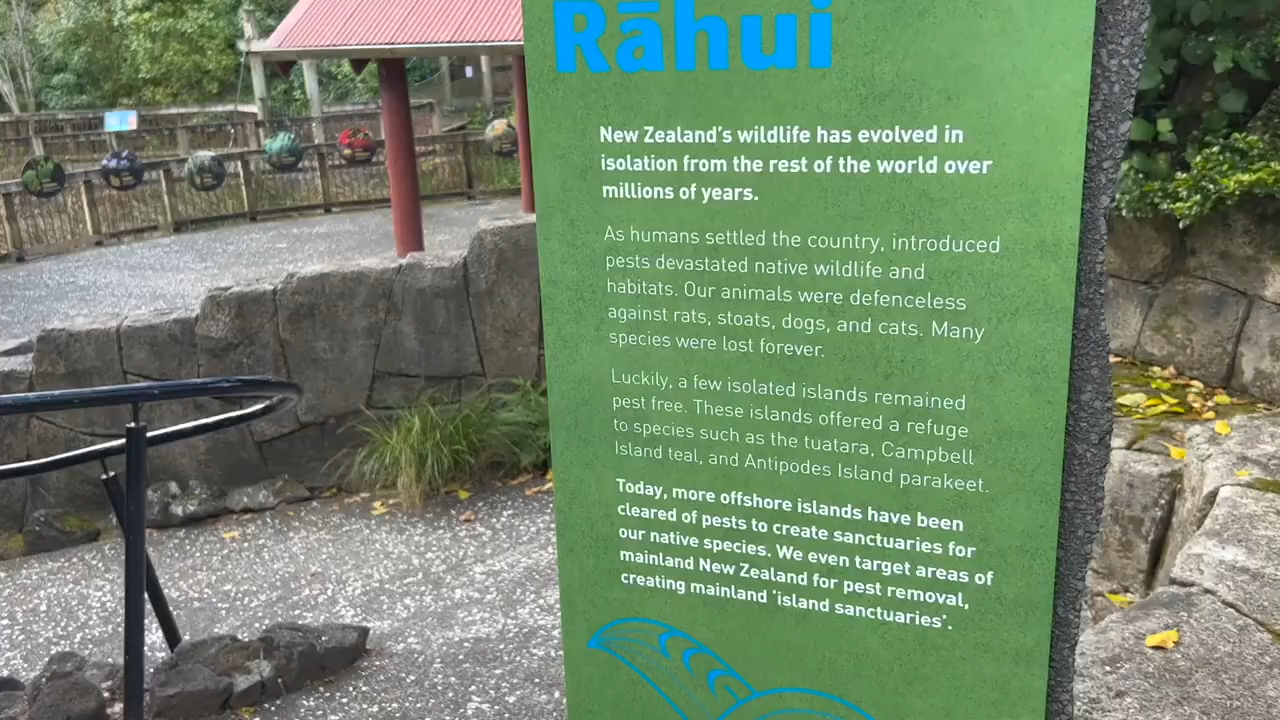 Rāhui
New Zealand's wildlife has evolved in
isolation from the rest of the world over
millions of years.
As humans settled the country, introduced
pests devastated native wildlife and
habitats. Our animals were defenceless
against rats, stoats, dogs, and cats. Many
species were lost forever.
Luckily, a few isolated islands remained
pest free. These islands offered a refuge
to species such as the tuatara, Campbell
Island teal, and Antipodes Island parakeet.
Today, more offshore islands have been
cleared of pests to create sanctuaries for
our native species. We even target areas of
mainland New Zealand for pest removal,
creating mainland 'island sanctuaries'.